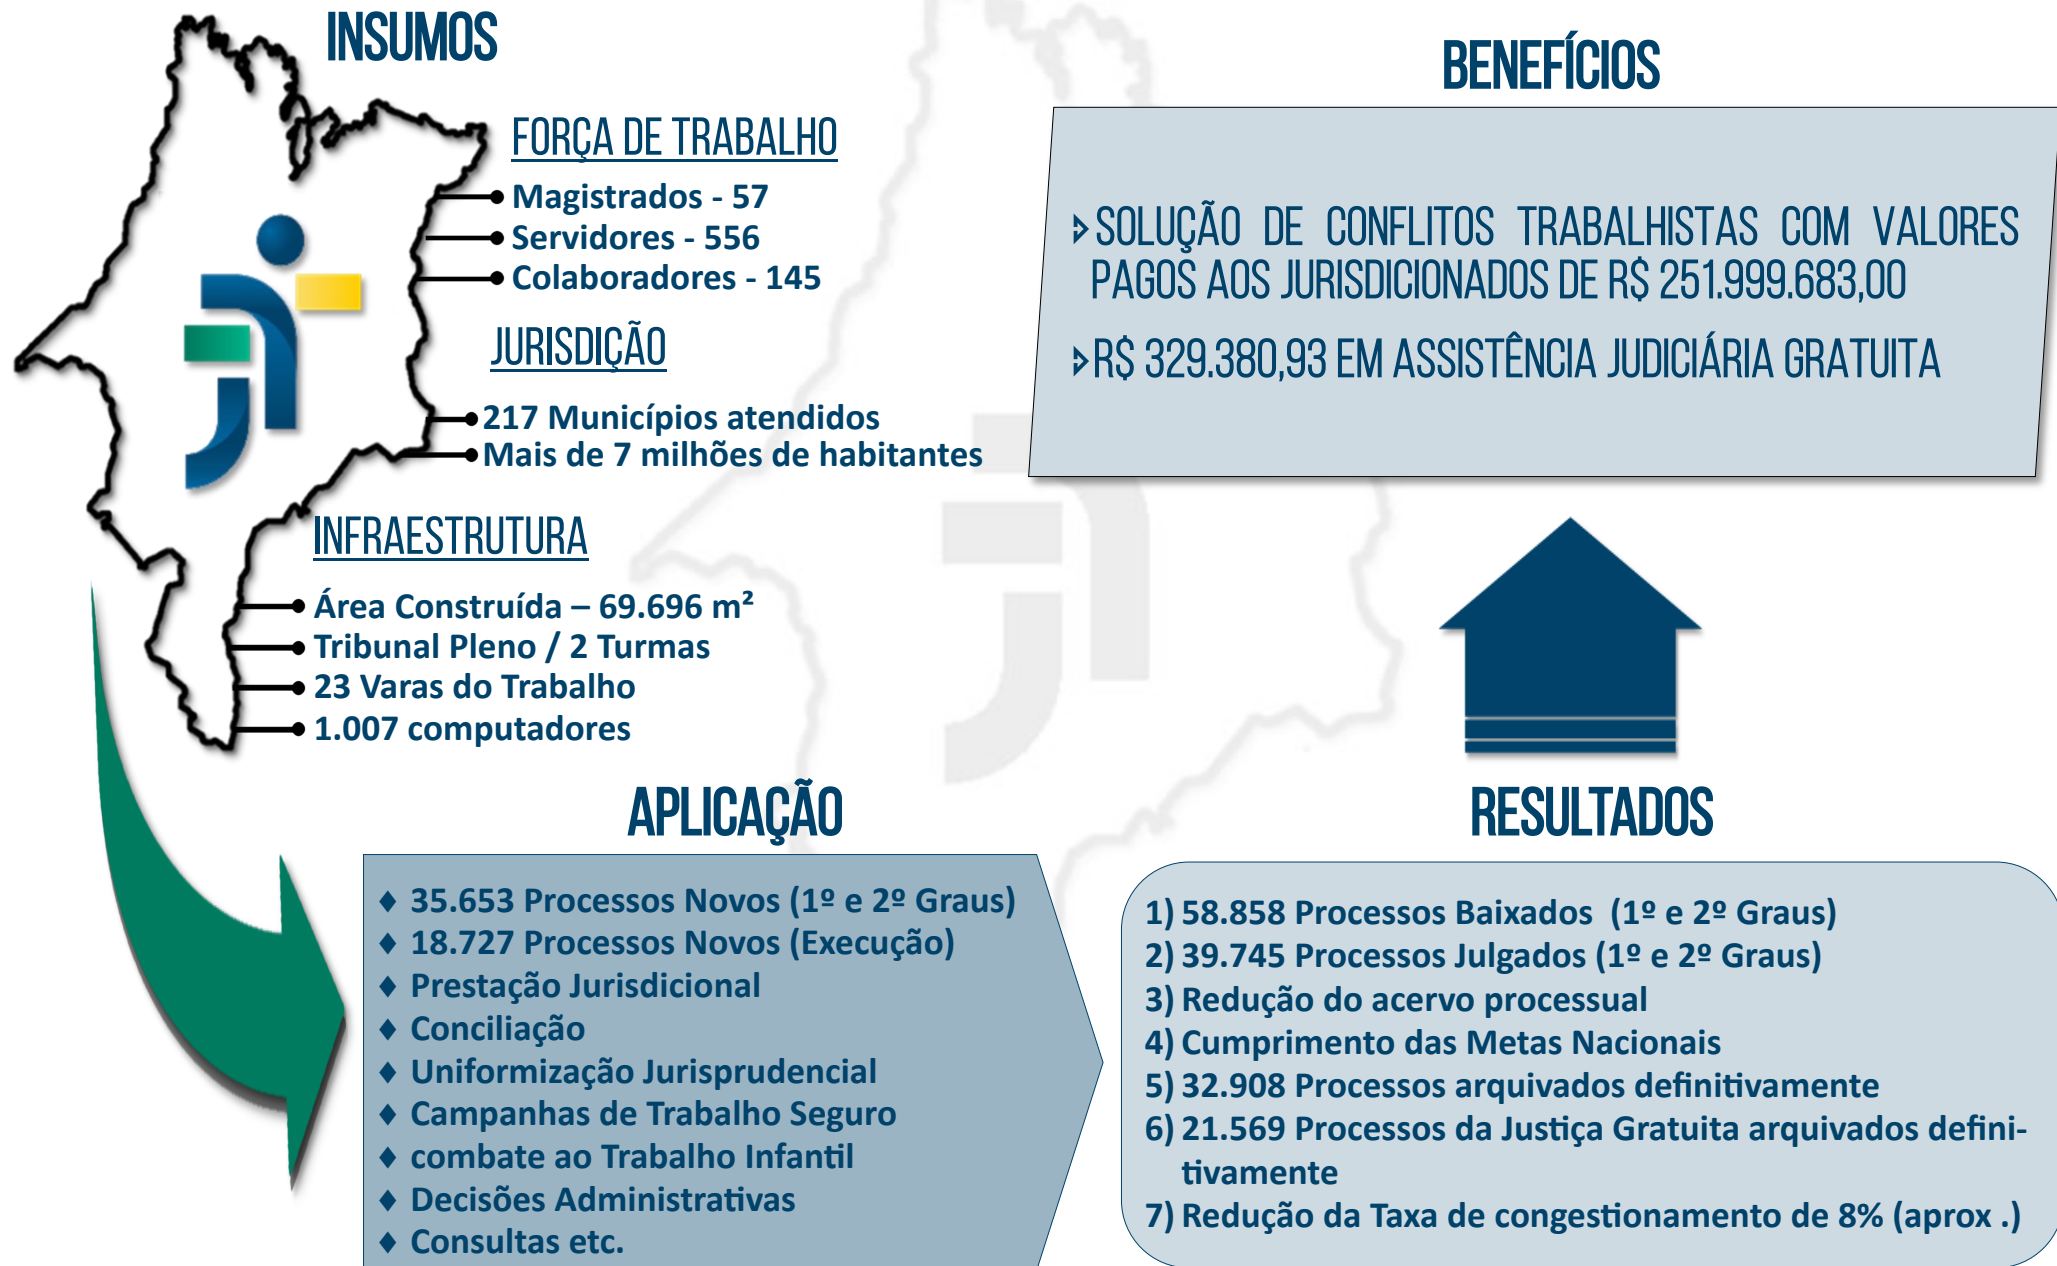 INSUMOS
FORÇA DE TRABALHO
Magistrados - 57
Servidores - 556
Colaboradores - 145
JURISDIÇÃO
217 Municípios atendidos
Mais de 7 milhões de habitantes
INFRAESTRUTURA
Área Construída – 69.696 m²
Tribunal Pleno / 2 Turmas
23 Varas do Trabalho
1.007 computadores
APLICAÇÃO
♦ 35.653 Processos Novos (1º e 2º Graus)
♦ 18.727 Processos Novos (Execução)
♦ Prestação Jurisdicional
♦ Conciliação
♦ Uniformização Jurisprudencial
♦ Campanhas de Trabalho Seguro
♦ combate ao Trabalho Infantil
♦ Decisões Administrativas
♦ Consultas etc.
RESULTADOS
1) 58.858 Processos Baixados (1º e 2º Graus)
2) 39.745 Processos Julgados (1º e 2º Graus)
3) Redução do acervo processual
4) Cumprimento das Metas Nacionais
5) 32.908 Processos arquivados definitivamente
6) 21.569 Processos da Justiça Gratuita arquivados defini-
tivamente
7) Redução da Taxa de congestionamento de 8% (aprox .)
BENEFÍCIOS
SOLUÇÃO DE CONFLITOS TRABALHISTAS COM VALORES
PAGOS AOS JURISDICIONADOS DE R$ 251.999.683,00
R$ 329.380,93 EM ASSISTÊNCIA JUDICIÁRIA GRATUITA